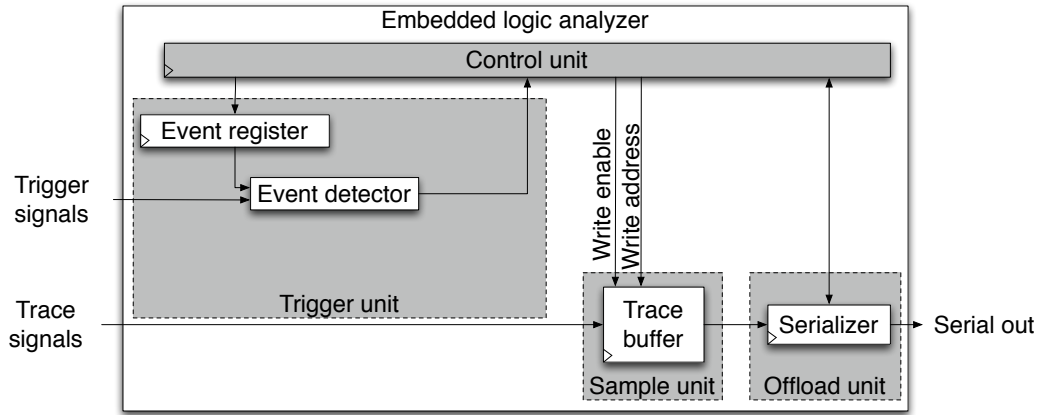 Embedded logic analyzer
Control unit
Event register
Trigger
signals
Event detector
Write enable
Write address
Trigger unit
Trace
signals
Trace
buffer
Serializer
Serial out
Sample unit
Offload unit